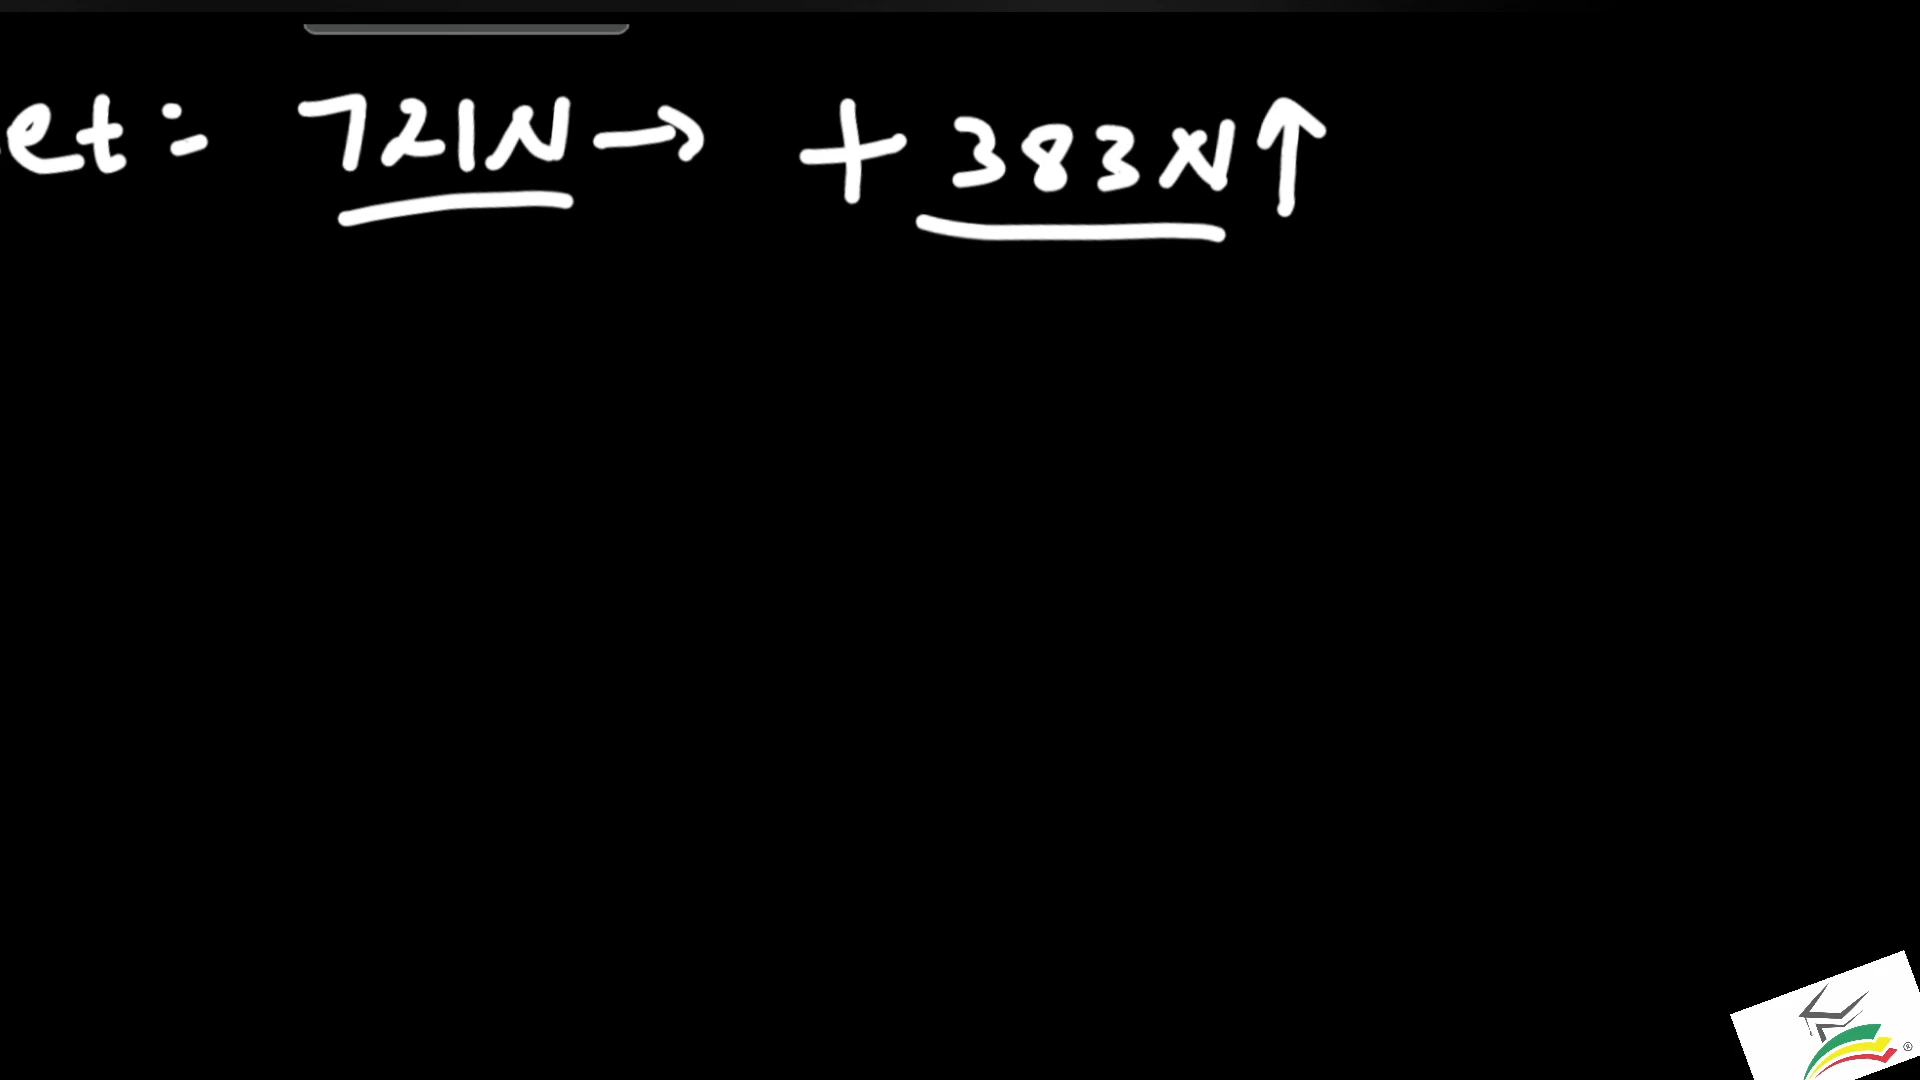 et = 721N → + 383N ↑
®